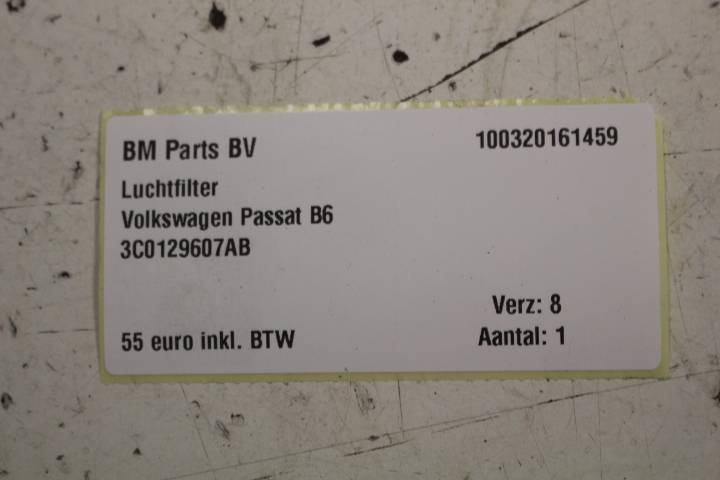 BM Parts BV
100320161459
Luchtfilter
Volkswagen Passat B6
3C0129607AB
Verz: 8
55 euro inkl. BTW
Aantal: 1